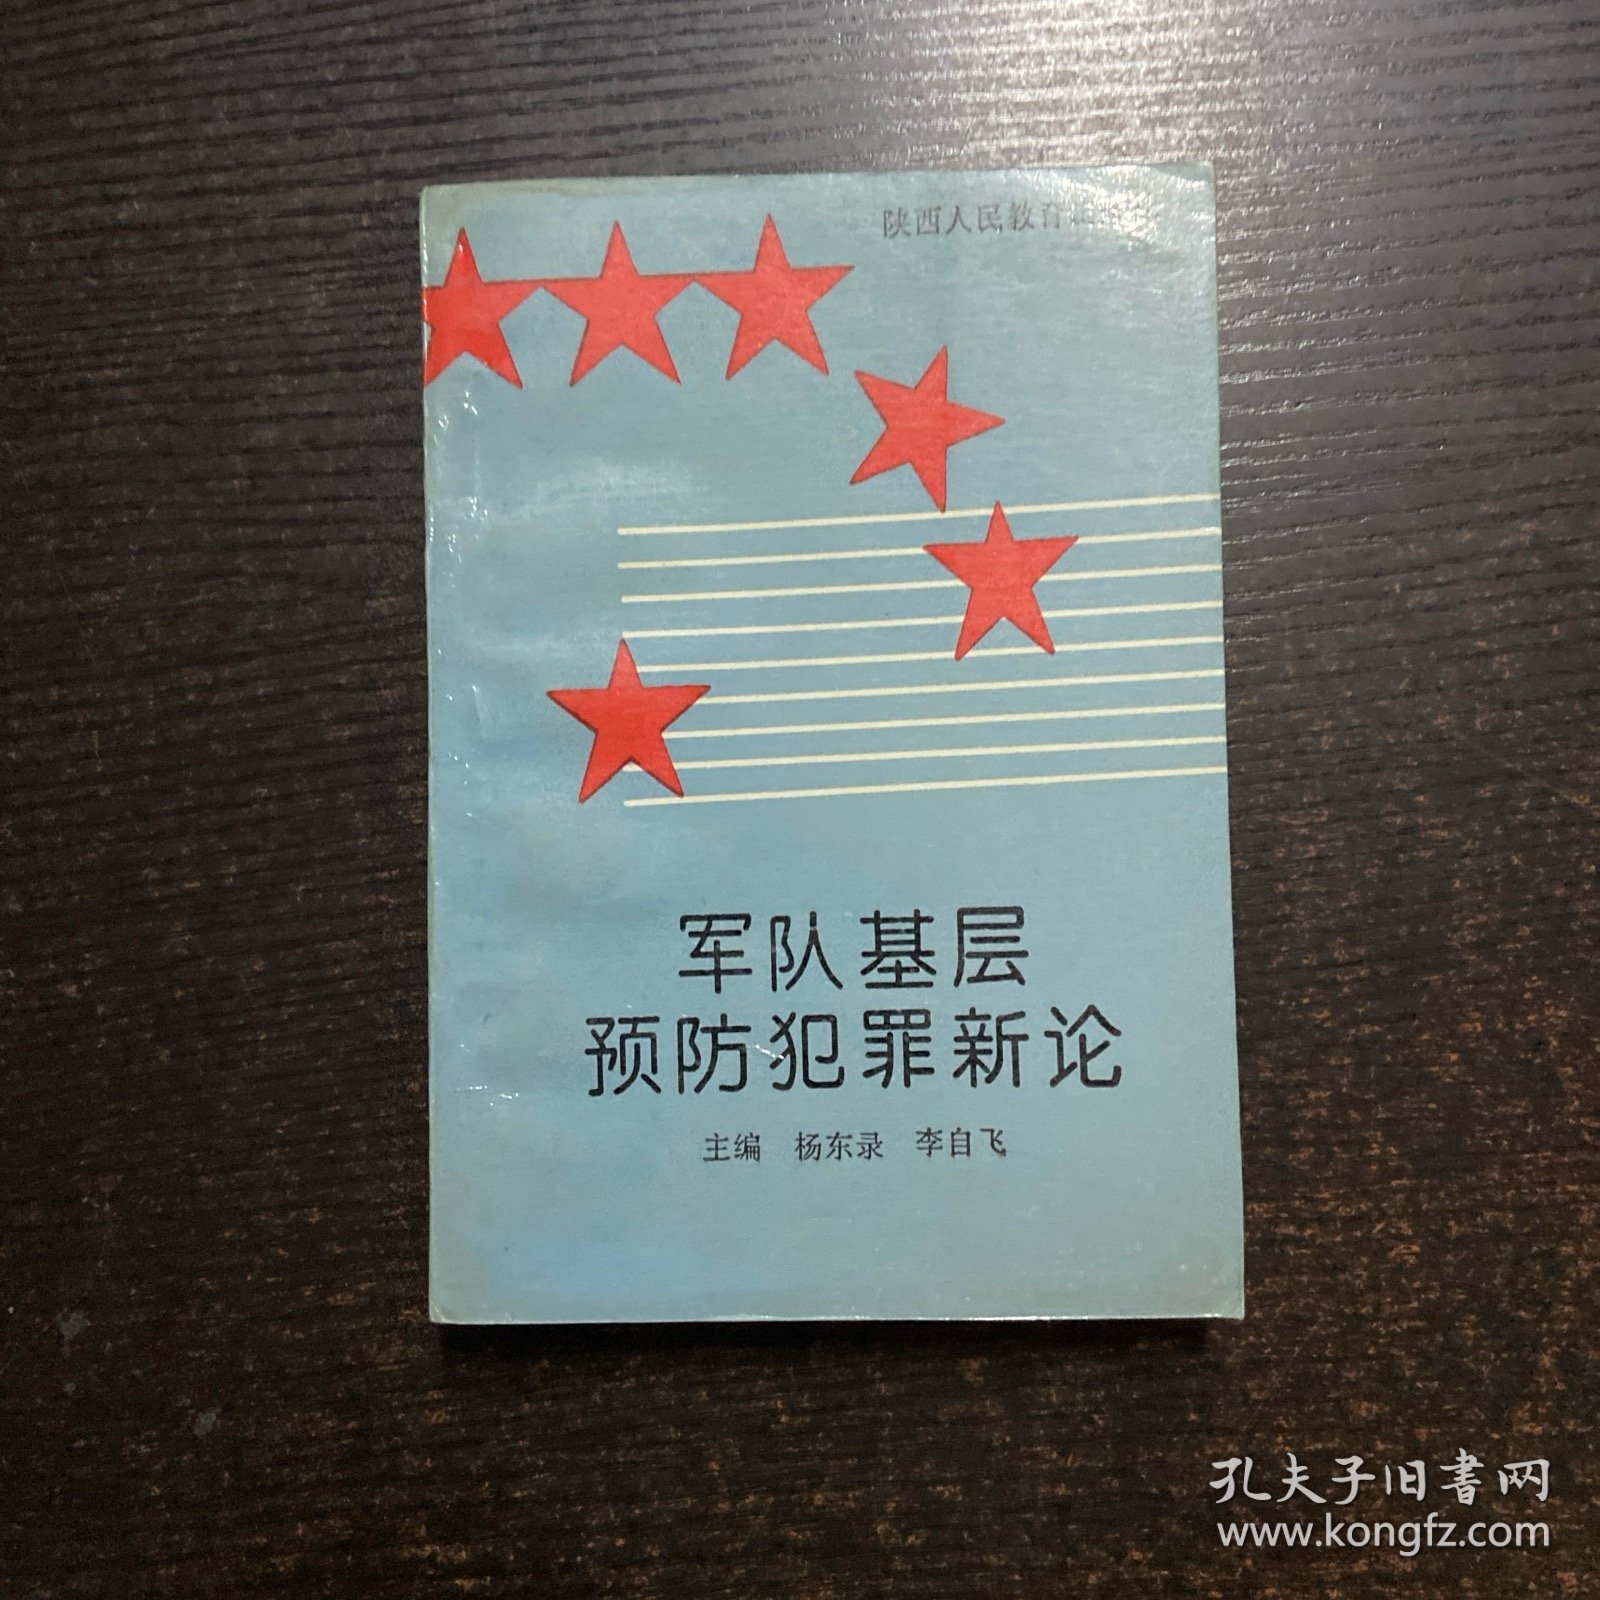 陕西人民教育
军队基层
预防犯罪新论
主编 杨东录 李自飞
孔夫子旧書网
www.kongfz.com